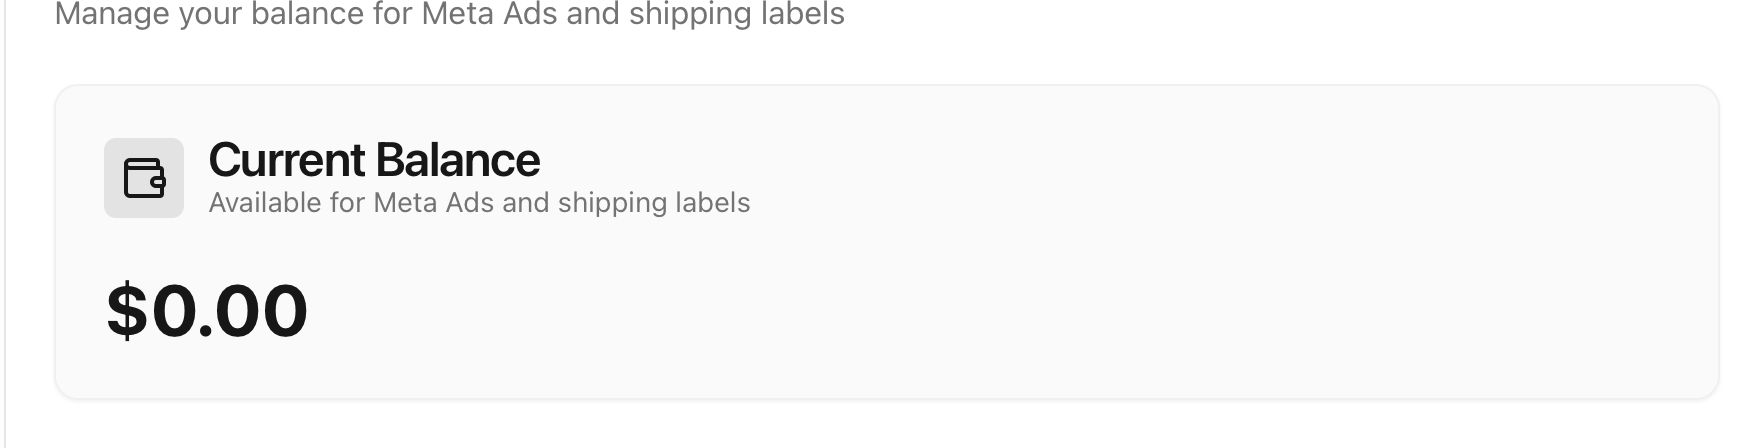 Manage your balance for Meta Ads and shipping labels
Current Balance
Available for Meta Ads and shipping labels
$0.00